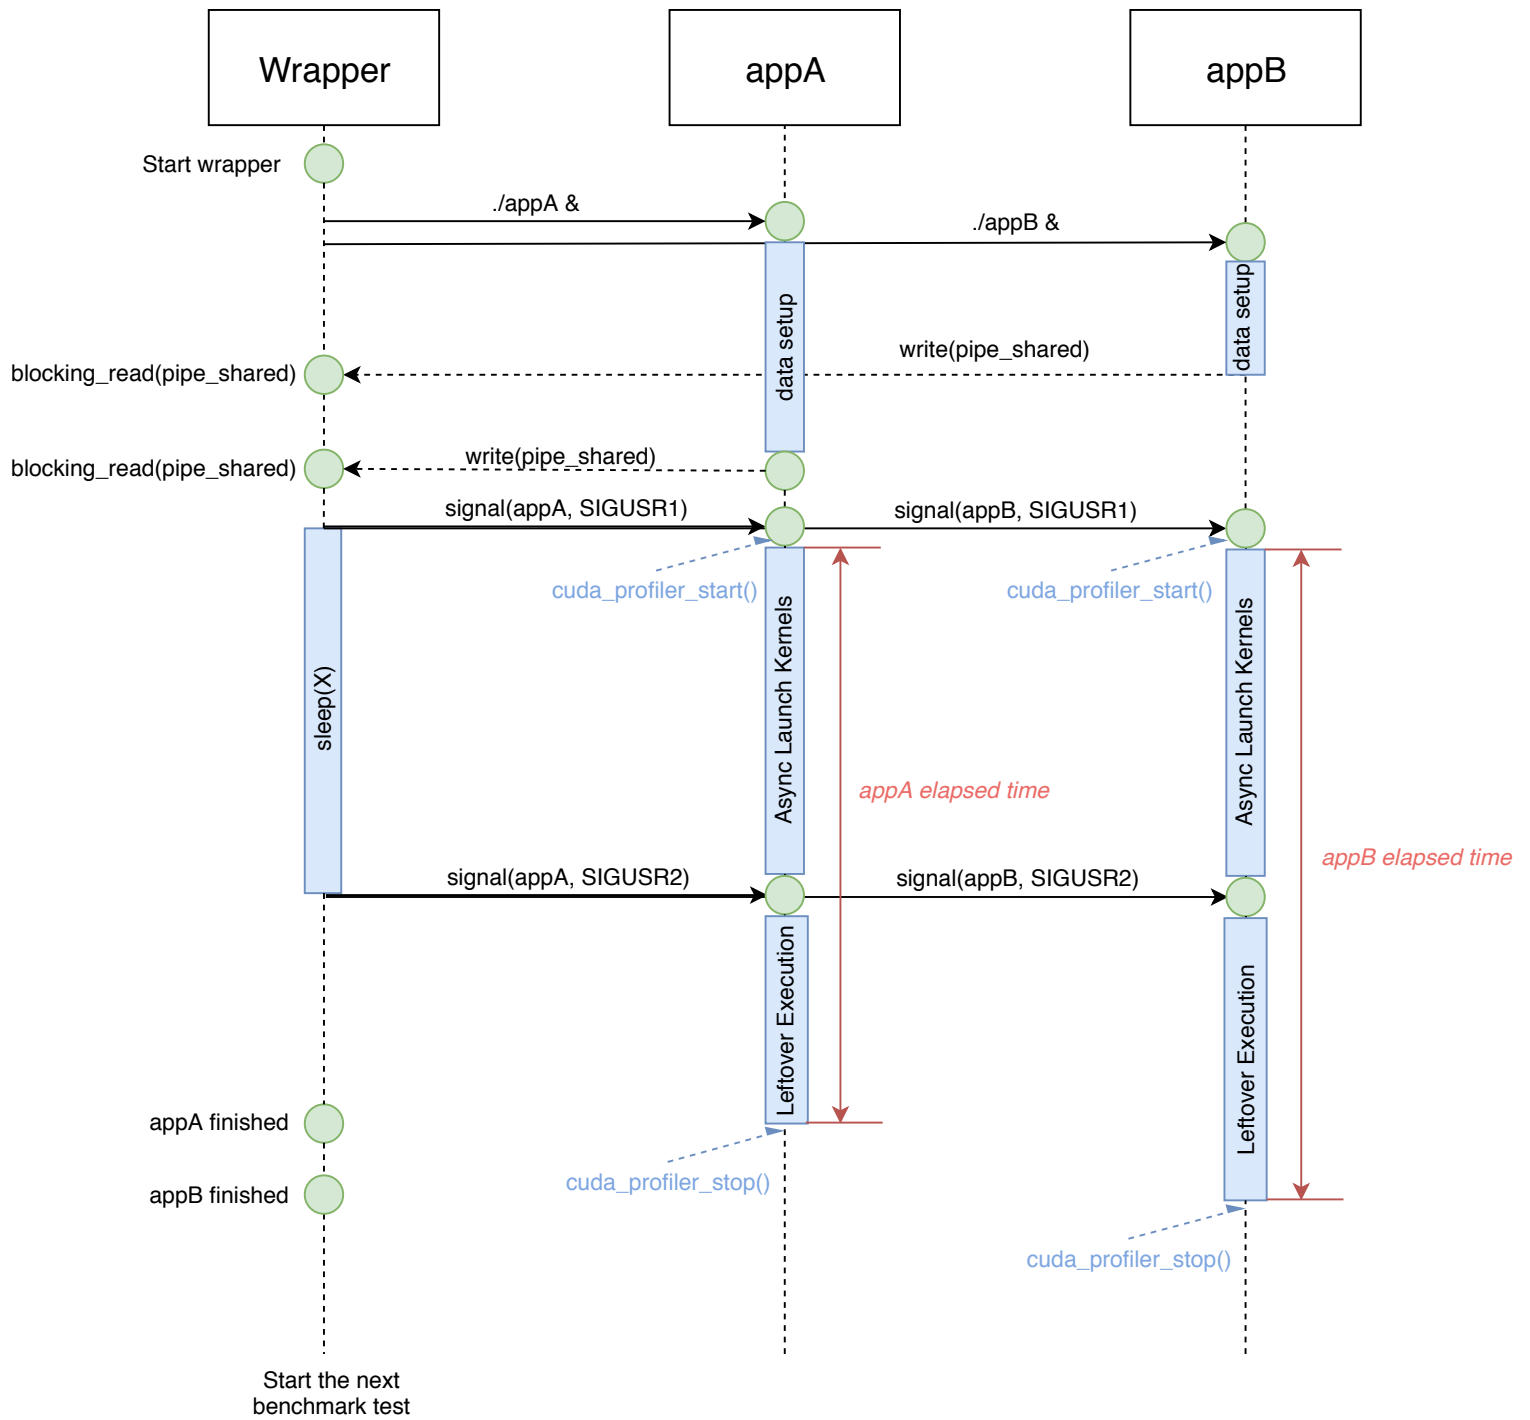 Wrapper
appA
appB
Start wrapper
./appA &
./appB &
data setup
data setup
write(pipe_shared)
blocking_read(pipe_shared)
write(pipe_shared)
blocking_read(pipe_shared)
signal(appA, SIGUSR1)
signal(appB, SIGUSR1)
cuda_profiler_start()
cuda_profiler_start()
sleep(X)
Async Launch Kernels
Async Launch Kernels
appA elapsed time
appB elapsed time
signal(appA, SIGUSR2)
signal(appB, SIGUSR2)
Leftover Execution
Leftover Execution
appA finished
cuda_profiler_stop()
appB finished
cuda_profiler_stop()
Start the next
benchmark test